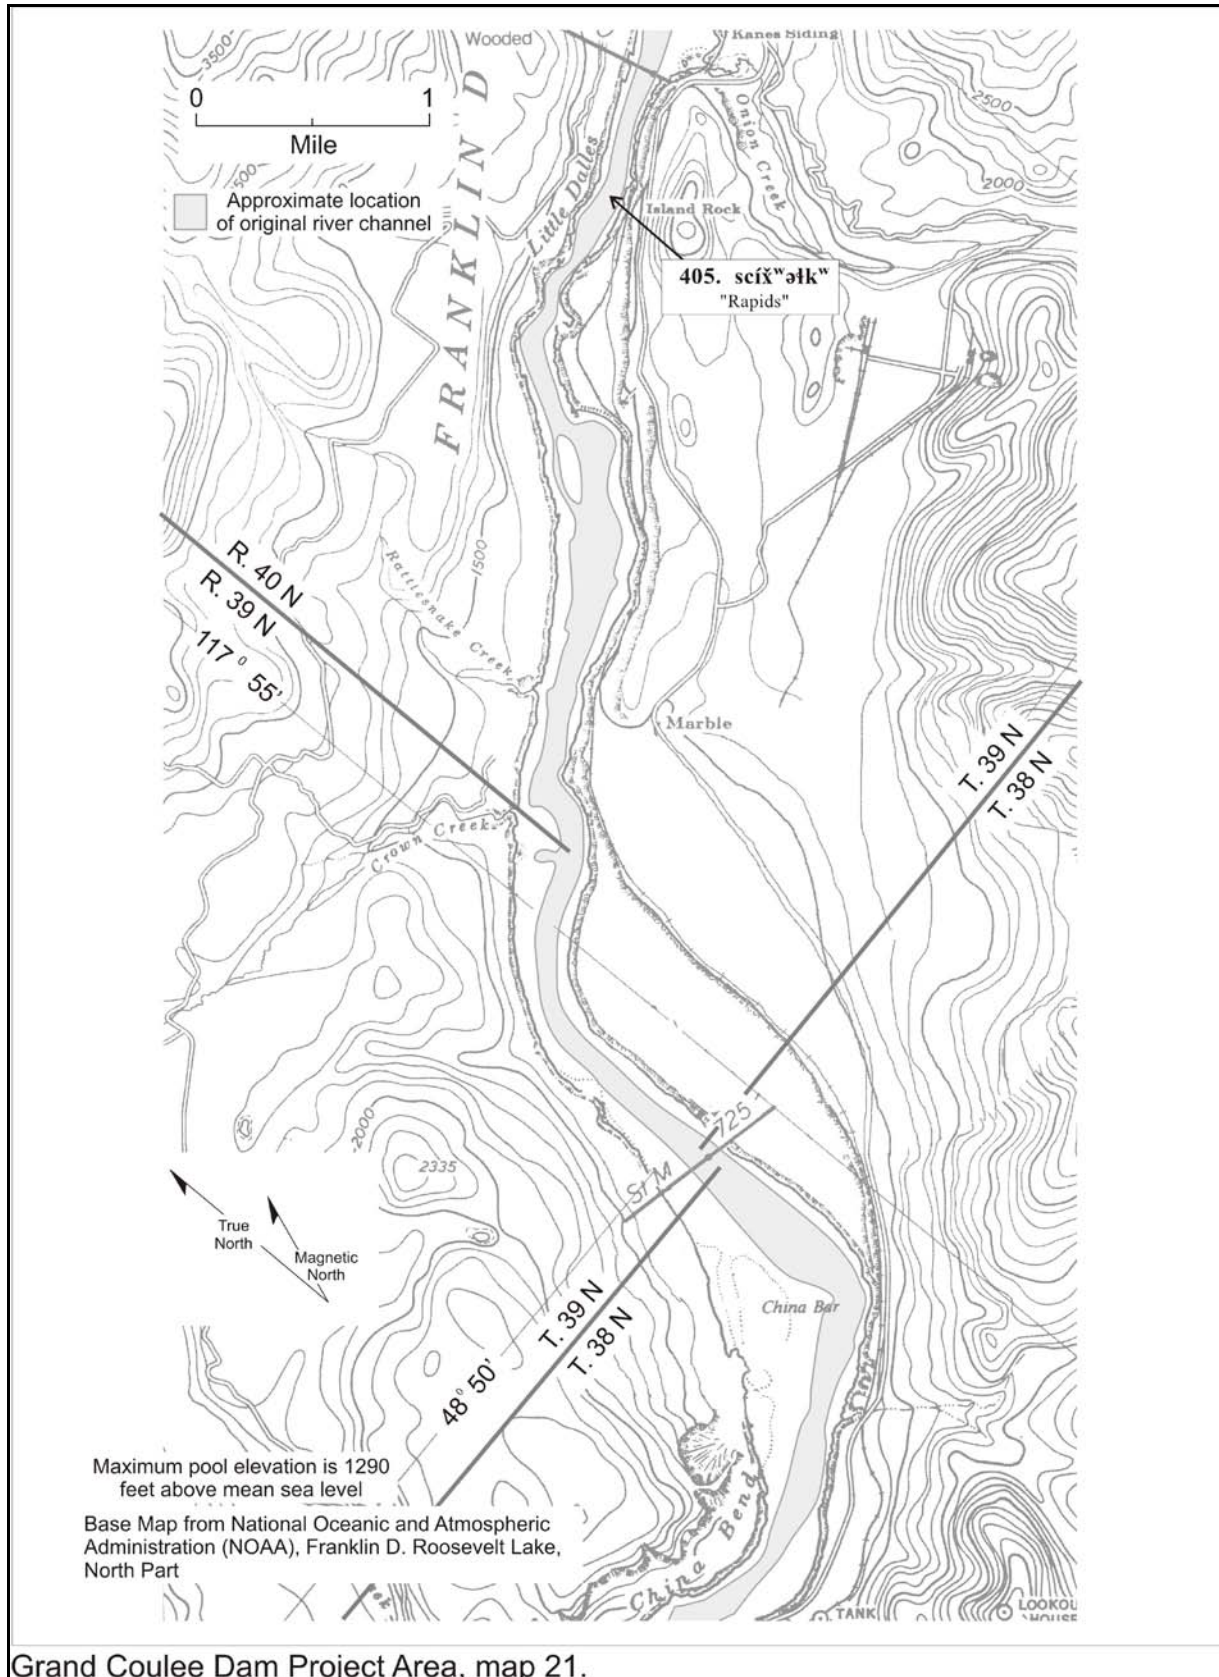 Wooded
Kanes Siding
3500
0 1
Mile
2500
2000
Onion Creek
FRANKLIN D
Little Dalles
Approximate location
of original river channel
Island Rock
405. scíx̌ʷəɬkʷ
"Rapids"
1500
Rattlesnake Creek
R. 40 N
R. 39 N
117° 55'
Marble
T. 39 N
T. 38 N
Crown Creek
2000
2335
725
St M
True
North
Magnetic
North
China Bar
T. 39 N
T. 38 N
48° 50'
China Bend
Maximum pool elevation is 1290
feet above mean sea level
Base Map from National Oceanic and Atmospheric
Administration (NOAA), Franklin D. Roosevelt Lake,
North Part
TANK
LOOKOU
HOUSE
Grand Coulee Dam Project Area, map 21.